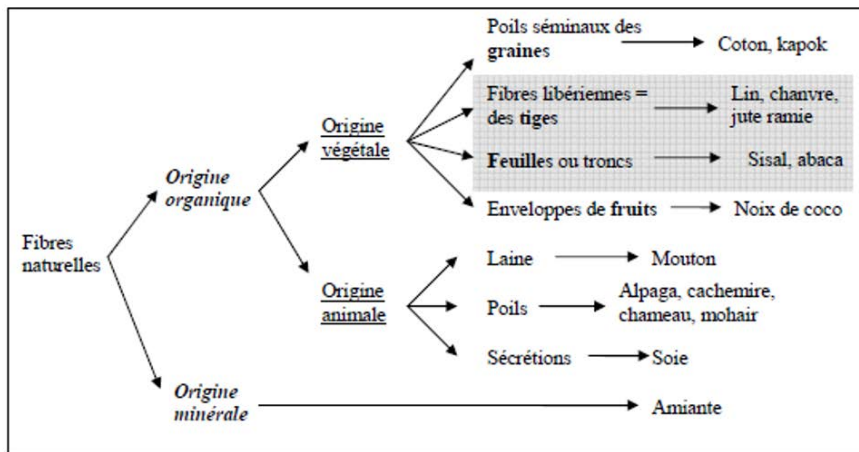 Poils séminaux des
graines
Coton, kapok
Fibres libériennes =
des tiges
Lin, chanvre,
jute ramie
Origine
végétale
Feuilles ou troncs
Sisal, abaca
Origine
organique
Enveloppes de fruits
Noix de coco
Fibres
naturelles
Laine
Mouton
Origine
animale
Poils
Alpaga, cachemire,
chameau, mohair
Sécrétions
Soie
Origine
minérale
Amiante